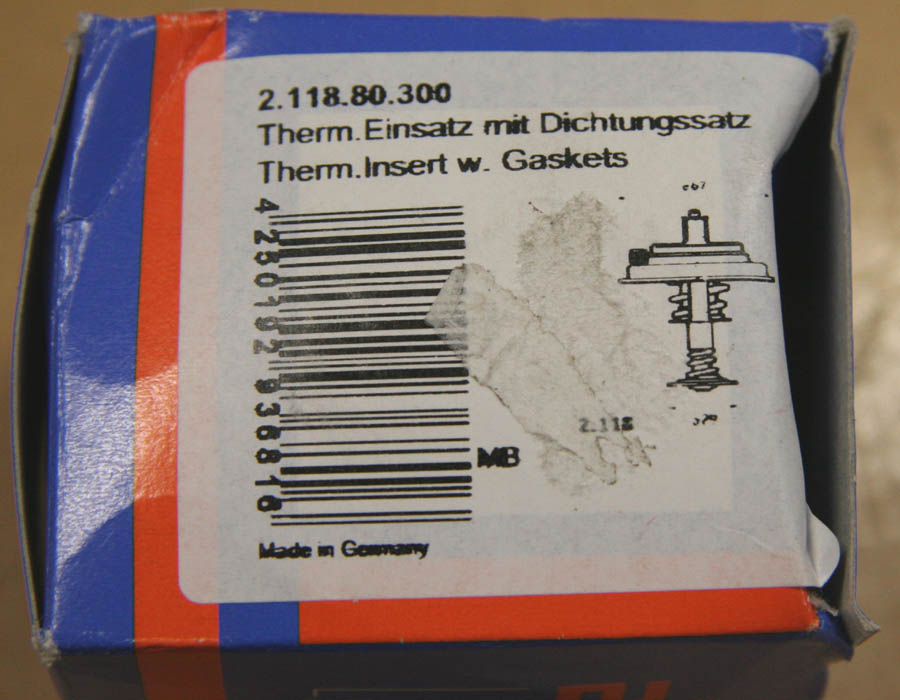 2.118.80.300
Therm.Einsatz mit Dichtungssatz
Therm.Insert w. Gaskets
4 250192 936816
2.118
MB
Made in Germany